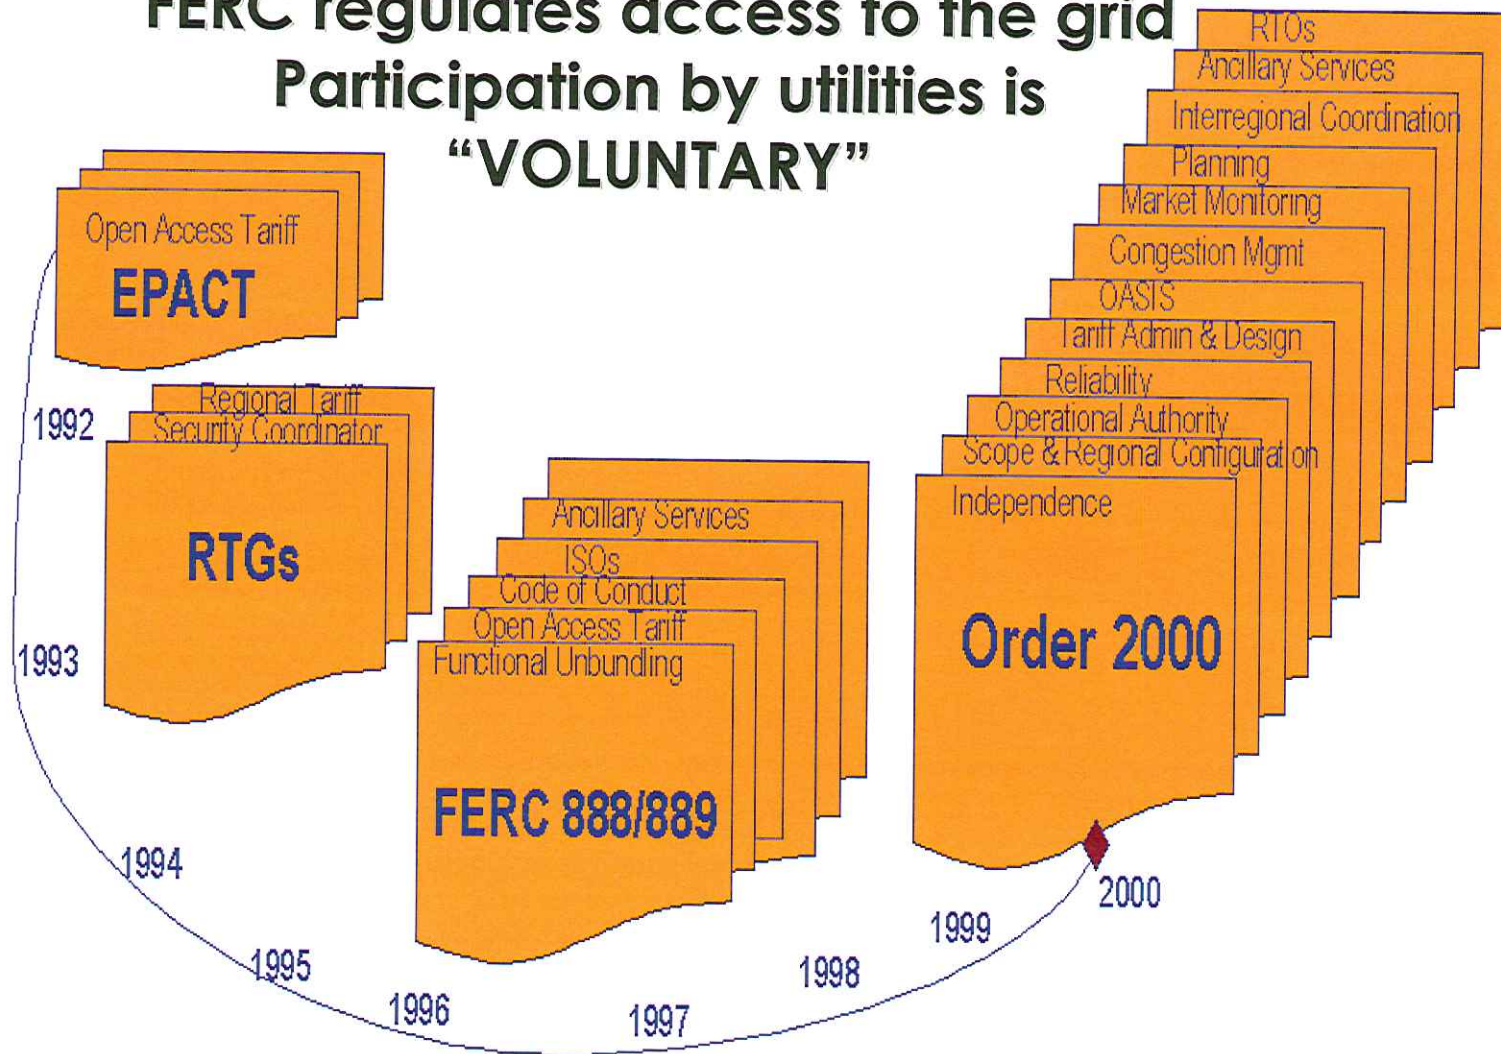 FERC regulates access to the grid
Participation by utilities is
“VOLUNTARY”
Open Access Tariff
EPACT
Regional Tariff
Security Coordinator
RTGs
Ancillary Services
ISOs
Code of Conduct
Open Access Tariff
Functional Unbundling
FERC 888/889
RTOs
Ancillary Services
Interregional Coordination
Planning
Market Monitoring
Congestion Mgmt
OASIS
Tariff Admin & Design
Reliability
Operational Authority
Scope & Regional Configuration
Independence
Order 2000
1992
1993
1994
1995
1996
1997
1998
1999
2000